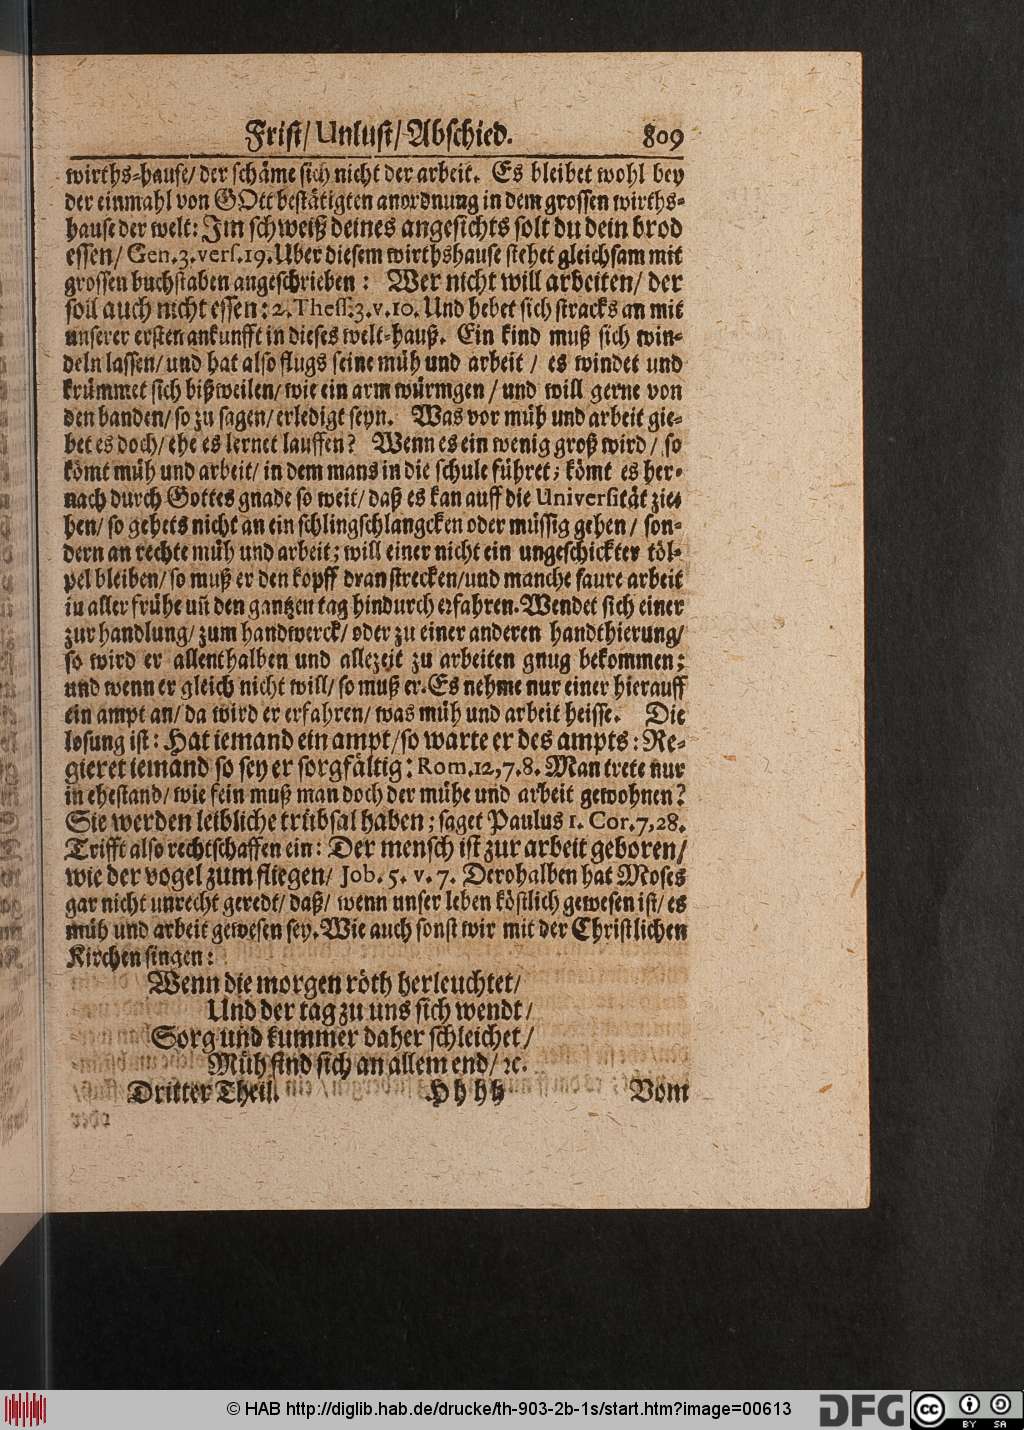 Frist/ Unlust/ Abschied. 809
wirths-hause/ der schäme sich nicht der arbeit. Es bleibet wohl bey
der einmahl von GOtt bestätigten anordnung in dem grossen wirths-
hause der welt: Im schweiß deines angesichts solt du dein brod
essen/ Gen.3. vers.19. Uber diesem wirthshause stehet gleichsam mit
grossen buchstaben angeschrieben: Wer nicht will arbeiten/ der
soll auch nicht essen: 2. Thess.3. v.10. Und hebet sich stracks an mit
unserer ersten ankunfft in dieses welt-hauß. Ein kind muß sich win-
deln lassen/ und hat also flugs seine müh und arbeit/ es windet und
krümmet sich bißweilen/ wie ein arm würmgen/ und will gerne von
den banden/ so zu sagen/ erledigt seyn. Was vor müh und arbeit gie-
bet es doch/ ehe es lernet lauffen? Wenn es ein wenig groß wird/ so
kömt müh und arbeit/ in dem mans in die schule führet; kömt es her-
nach durch Gottes gnade so weit/ daß es kan auff die Universität zie-
hen/ so gehets nicht an ein schlingschlangcken oder müssig gehen/ son-
dern an rechte müh und arbeit; will einer nicht ein ungeschickter töl-
pel bleiben/ so muß er den kopff dran strecken/ und manche saure arbeit
in aller frühe uñ den gantzen tag hindurch erfahren. Wendet sich einer
zur handlung/ zum handwerck/ oder zu einer anderen handthierung/
so wird er allenthalben und allezeit zu arbeiten gnug bekommen;
und wenn er gleich nicht will/ so muß er. Es nehme nur einer hierauff
ein ampt an/ da wird er erfahren/ was müh und arbeit heisse. Die
losung ist: Hat iemand ein ampt/ so warte er des ampts: Re-
gieret iemand so sey er sorgfältig: Rom.12,7.8. Man trete nur
in ehestand/ wie fein muß man doch der mühe und arbeit gewohnen?
Sie werden leibliche trübsal haben; saget Paulus 1. Cor.7,28.
Trifft also rechtschaffen ein: Der mensch ist zur arbeit geboren/
wie der vogel zum fliegen/ Job. 5. v. 7. Derohalben hat Moses
gar nicht unrecht geredt/ daß/ wenn unser leben köstlich gewesen ist/ es
müh und arbeit gewesen sey. Wie auch sonst wir mit der Christlichen
Kirchen singen:
Wenn die morgen röth herleuchtet/
Und der tag zu uns sich wendt/
Sorg und kummer daher schleichet/
Müh find sich an allem end/ ꝛc.
Dritter Theil. Hhhh Vom
© HAB http://diglib.hab.de/drucke/th-903-2b-1s/start.htm?image=00613
DFG
cc BY SA